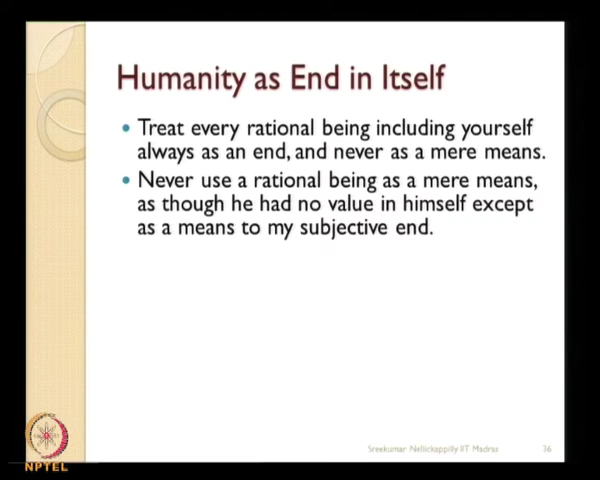 Humanity as End in Itself
Treat every rational being including yourself
always as an end, and never as a mere means.
Never use a rational being as a mere means,
as though he had no value in himself except
as a means to my subjective end.
Sreekumar Nellickappilly IIT Madras
36
NPTEL